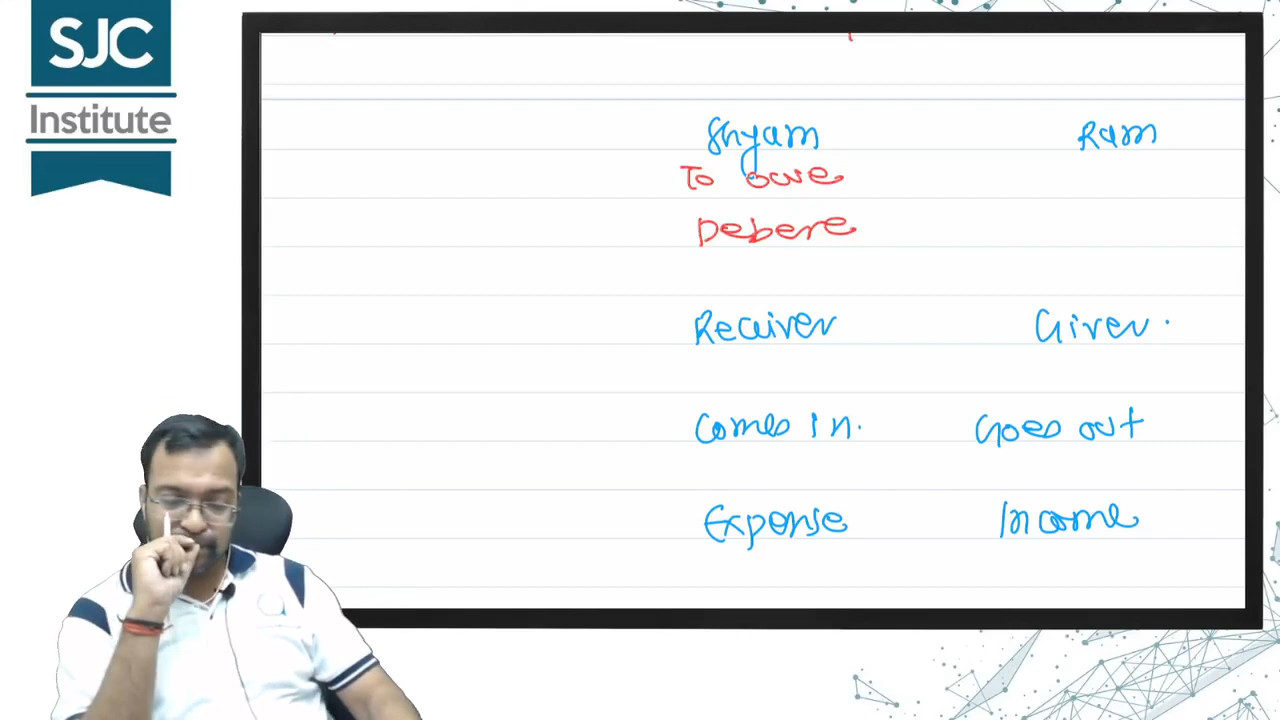 SJC
Institute
Shyam Ram
To owe
Debere
Receiver Giver.
Comes in. Goes out
Expense Income